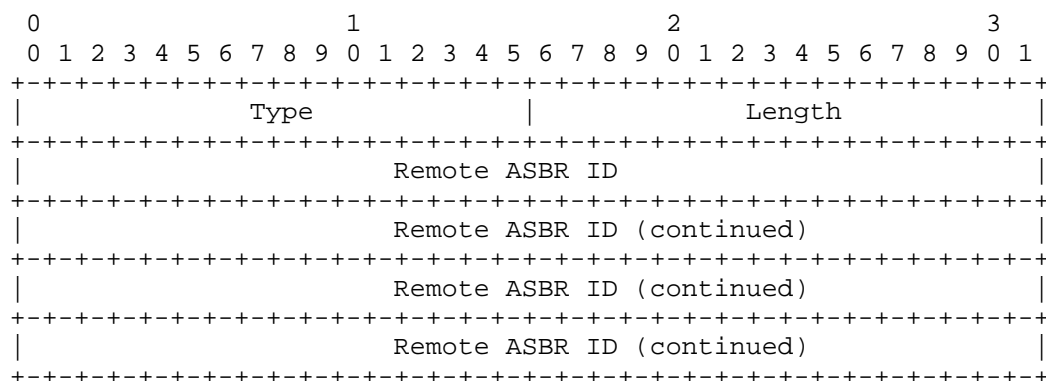 0                   1                   2                   3
 0 1 2 3 4 5 6 7 8 9 0 1 2 3 4 5 6 7 8 9 0 1 2 3 4 5 6 7 8 9 0 1
+-+-+-+-+-+-+-+-+-+-+-+-+-+-+-+-+-+-+-+-+-+-+-+-+-+-+-+-+-+-+-+-+
|              Type             |             Length            |
+-+-+-+-+-+-+-+-+-+-+-+-+-+-+-+-+-+-+-+-+-+-+-+-+-+-+-+-+-+-+-+-+
|                       Remote ASBR ID                          |
+-+-+-+-+-+-+-+-+-+-+-+-+-+-+-+-+-+-+-+-+-+-+-+-+-+-+-+-+-+-+-+-+
|                       Remote ASBR ID (continued)              |
+-+-+-+-+-+-+-+-+-+-+-+-+-+-+-+-+-+-+-+-+-+-+-+-+-+-+-+-+-+-+-+-+
|                       Remote ASBR ID (continued)              |
+-+-+-+-+-+-+-+-+-+-+-+-+-+-+-+-+-+-+-+-+-+-+-+-+-+-+-+-+-+-+-+-+
|                       Remote ASBR ID (continued)              |
+-+-+-+-+-+-+-+-+-+-+-+-+-+-+-+-+-+-+-+-+-+-+-+-+-+-+-+-+-+-+-+-+